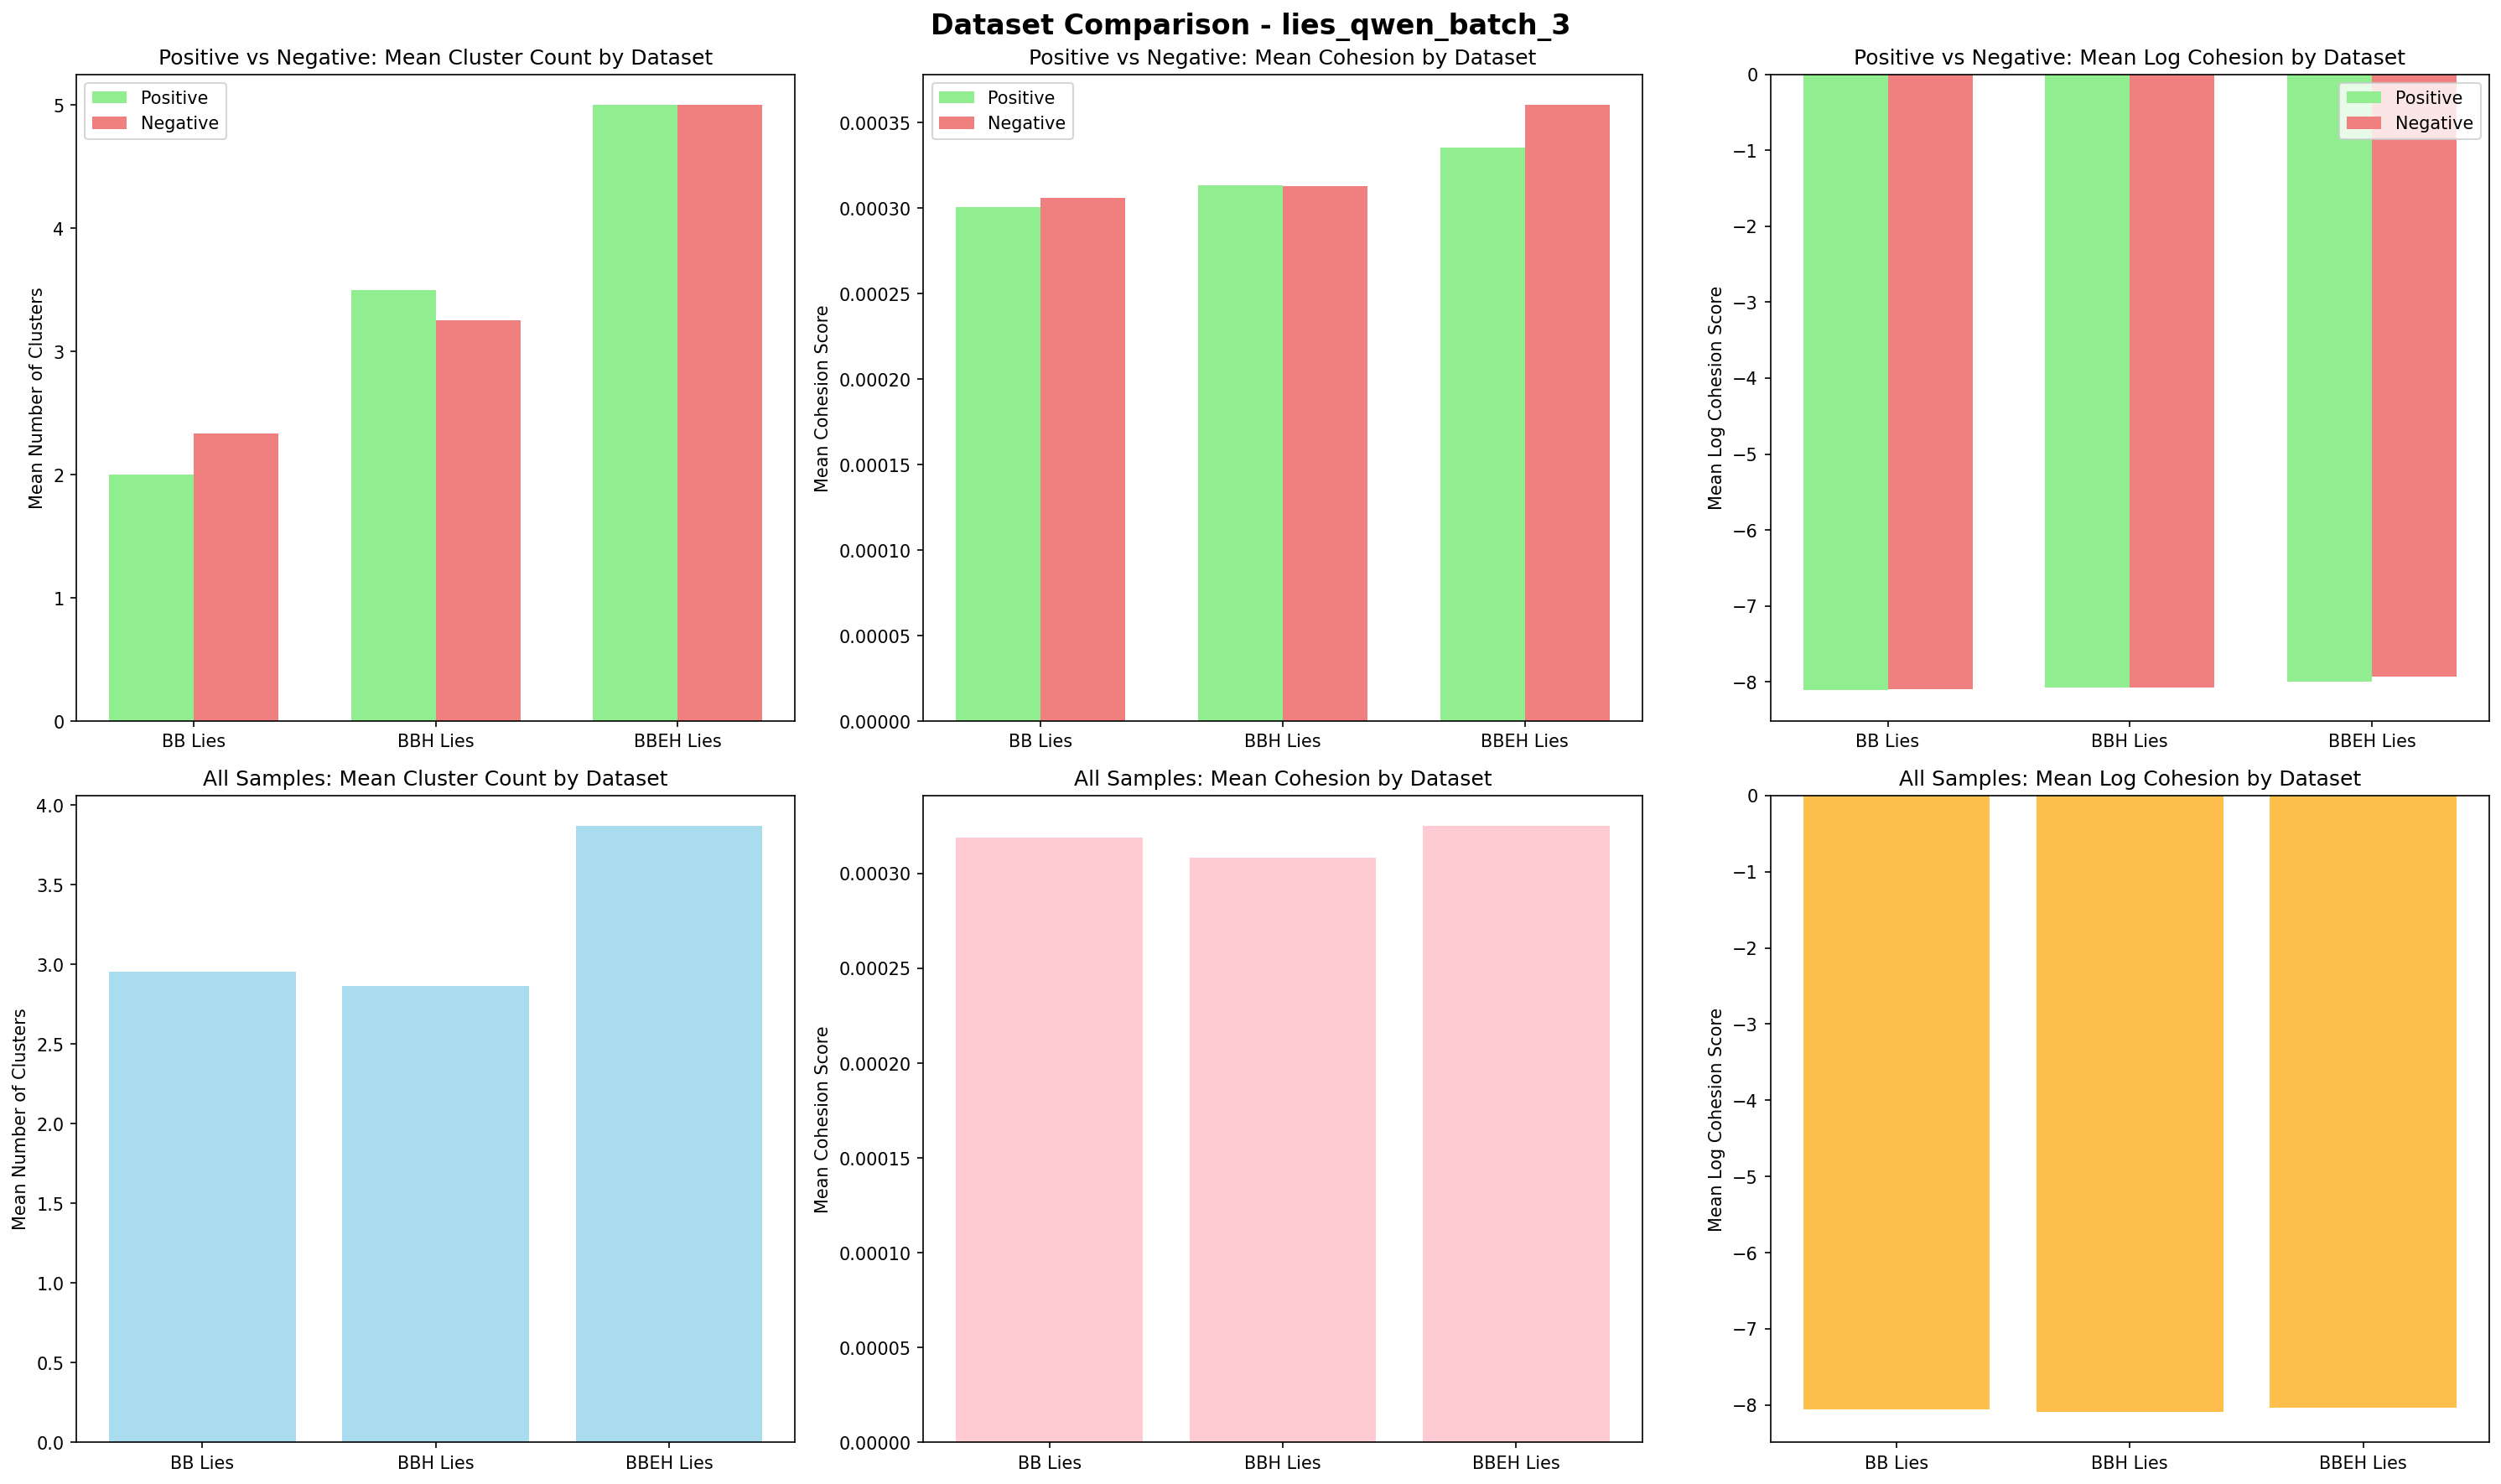 Dataset Comparison - lies_qwen_batch_3
Positive vs Negative: Mean Cluster Count by Dataset
Mean Number of Clusters
5
4
3
2
1
0
Positive
Negative
BB Lies
BBH Lies
BBEH Lies
Positive vs Negative: Mean Cohesion by Dataset
Mean Cohesion Score
0.00035
0.00030
0.00025
0.00020
0.00015
0.00010
0.00005
0.00000
Positive
Negative
BB Lies
BBH Lies
BBEH Lies
Positive vs Negative: Mean Log Cohesion by Dataset
Mean Log Cohesion Score
0
−1
−2
−3
−4
−5
−6
−7
−8
Positive
Negative
BB Lies
BBH Lies
BBEH Lies
All Samples: Mean Cluster Count by Dataset
Mean Number of Clusters
4.0
3.5
3.0
2.5
2.0
1.5
1.0
0.5
0.0
BB Lies
BBH Lies
BBEH Lies
All Samples: Mean Cohesion by Dataset
Mean Cohesion Score
0.00030
0.00025
0.00020
0.00015
0.00010
0.00005
0.00000
BB Lies
BBH Lies
BBEH Lies
All Samples: Mean Log Cohesion by Dataset
Mean Log Cohesion Score
0
−1
−2
−3
−4
−5
−6
−7
−8
BB Lies
BBH Lies
BBEH Lies